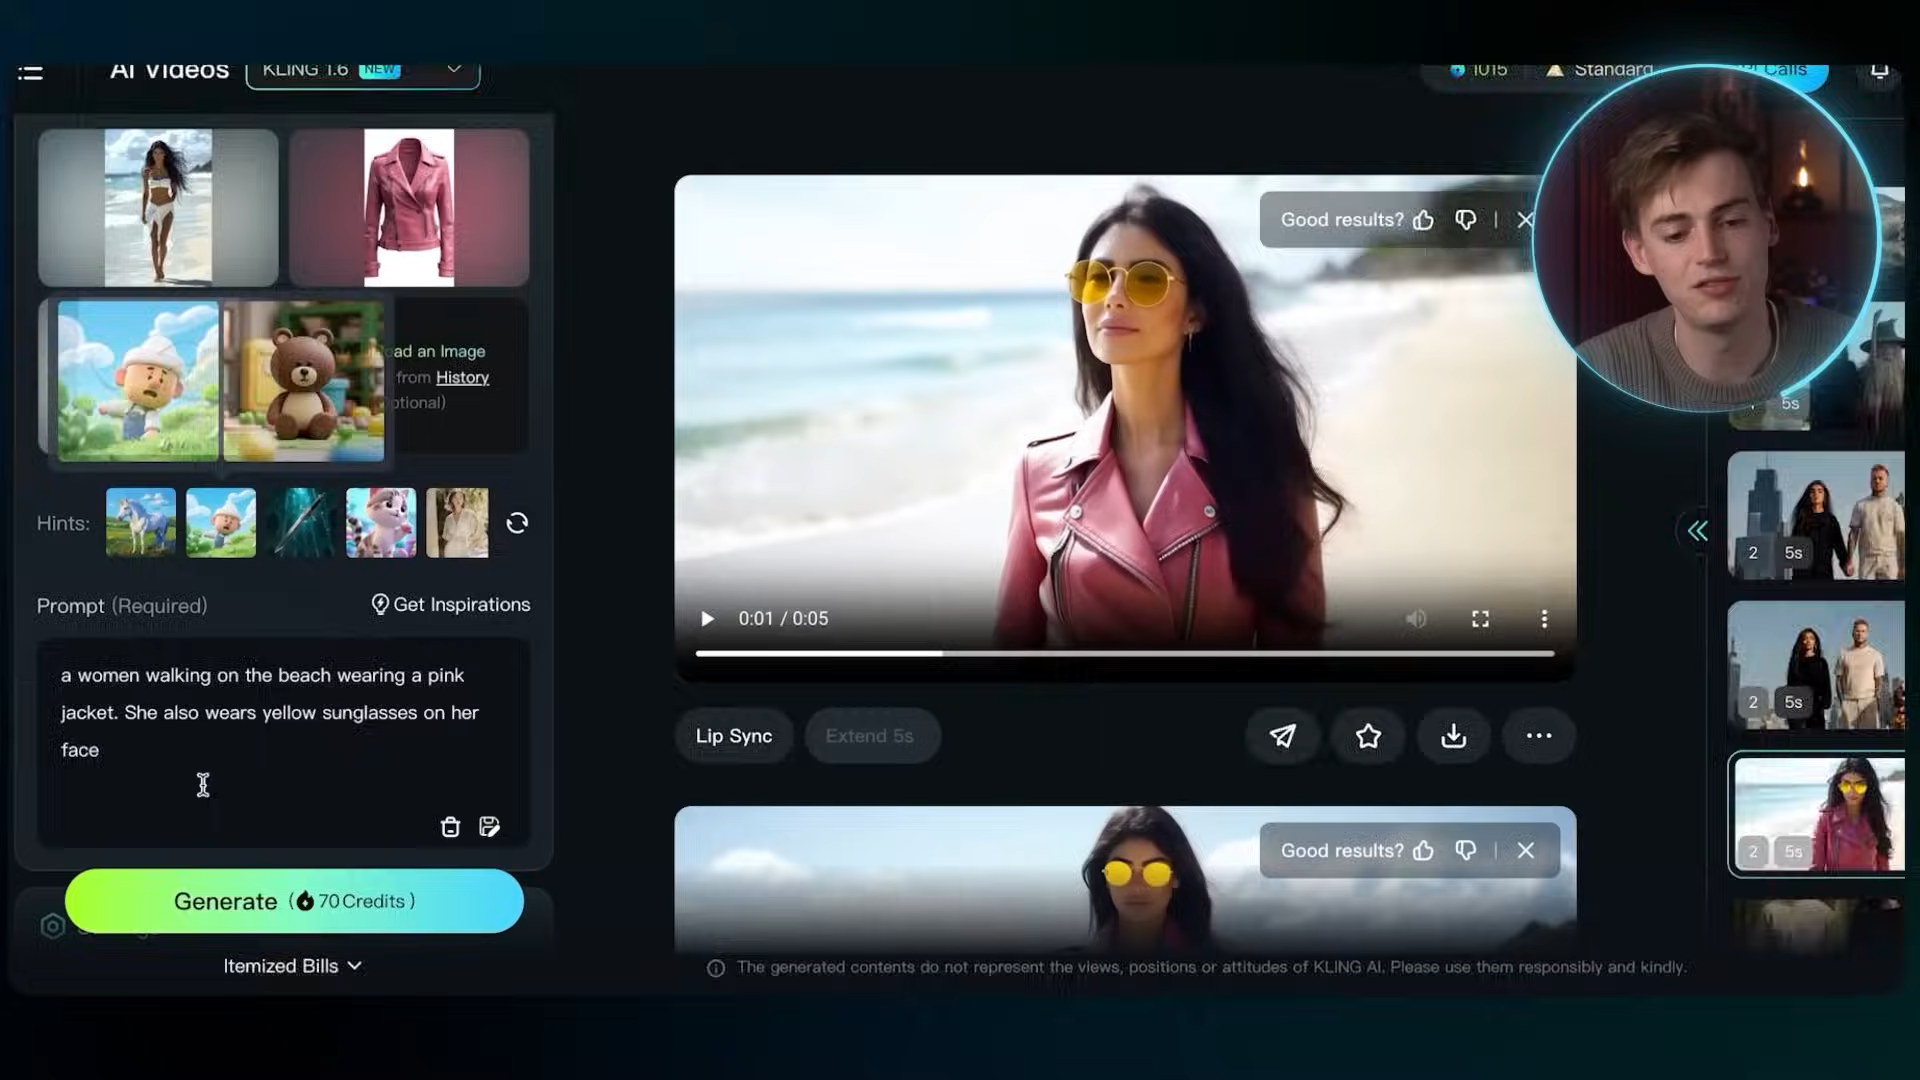 AI Videos
KLING 1.6 NEW
1015
Standard
Calls
ad an Image
from History
Hints:
Prompt (Required)
Get Inspirations
a women walking on the beach wearing a pink
jacket. She also wears yellow sunglasses on her
face
Generate ( 70 Credits )
Itemized Bills
Good results?
0:01 / 0:05
Lip Sync
Extend 5s
Good results?
The generated contents do not represent the views, positions or attitudes of KLING AI. Please use them responsibly and kindly.
5s
2 5s
2 5s
2 5s